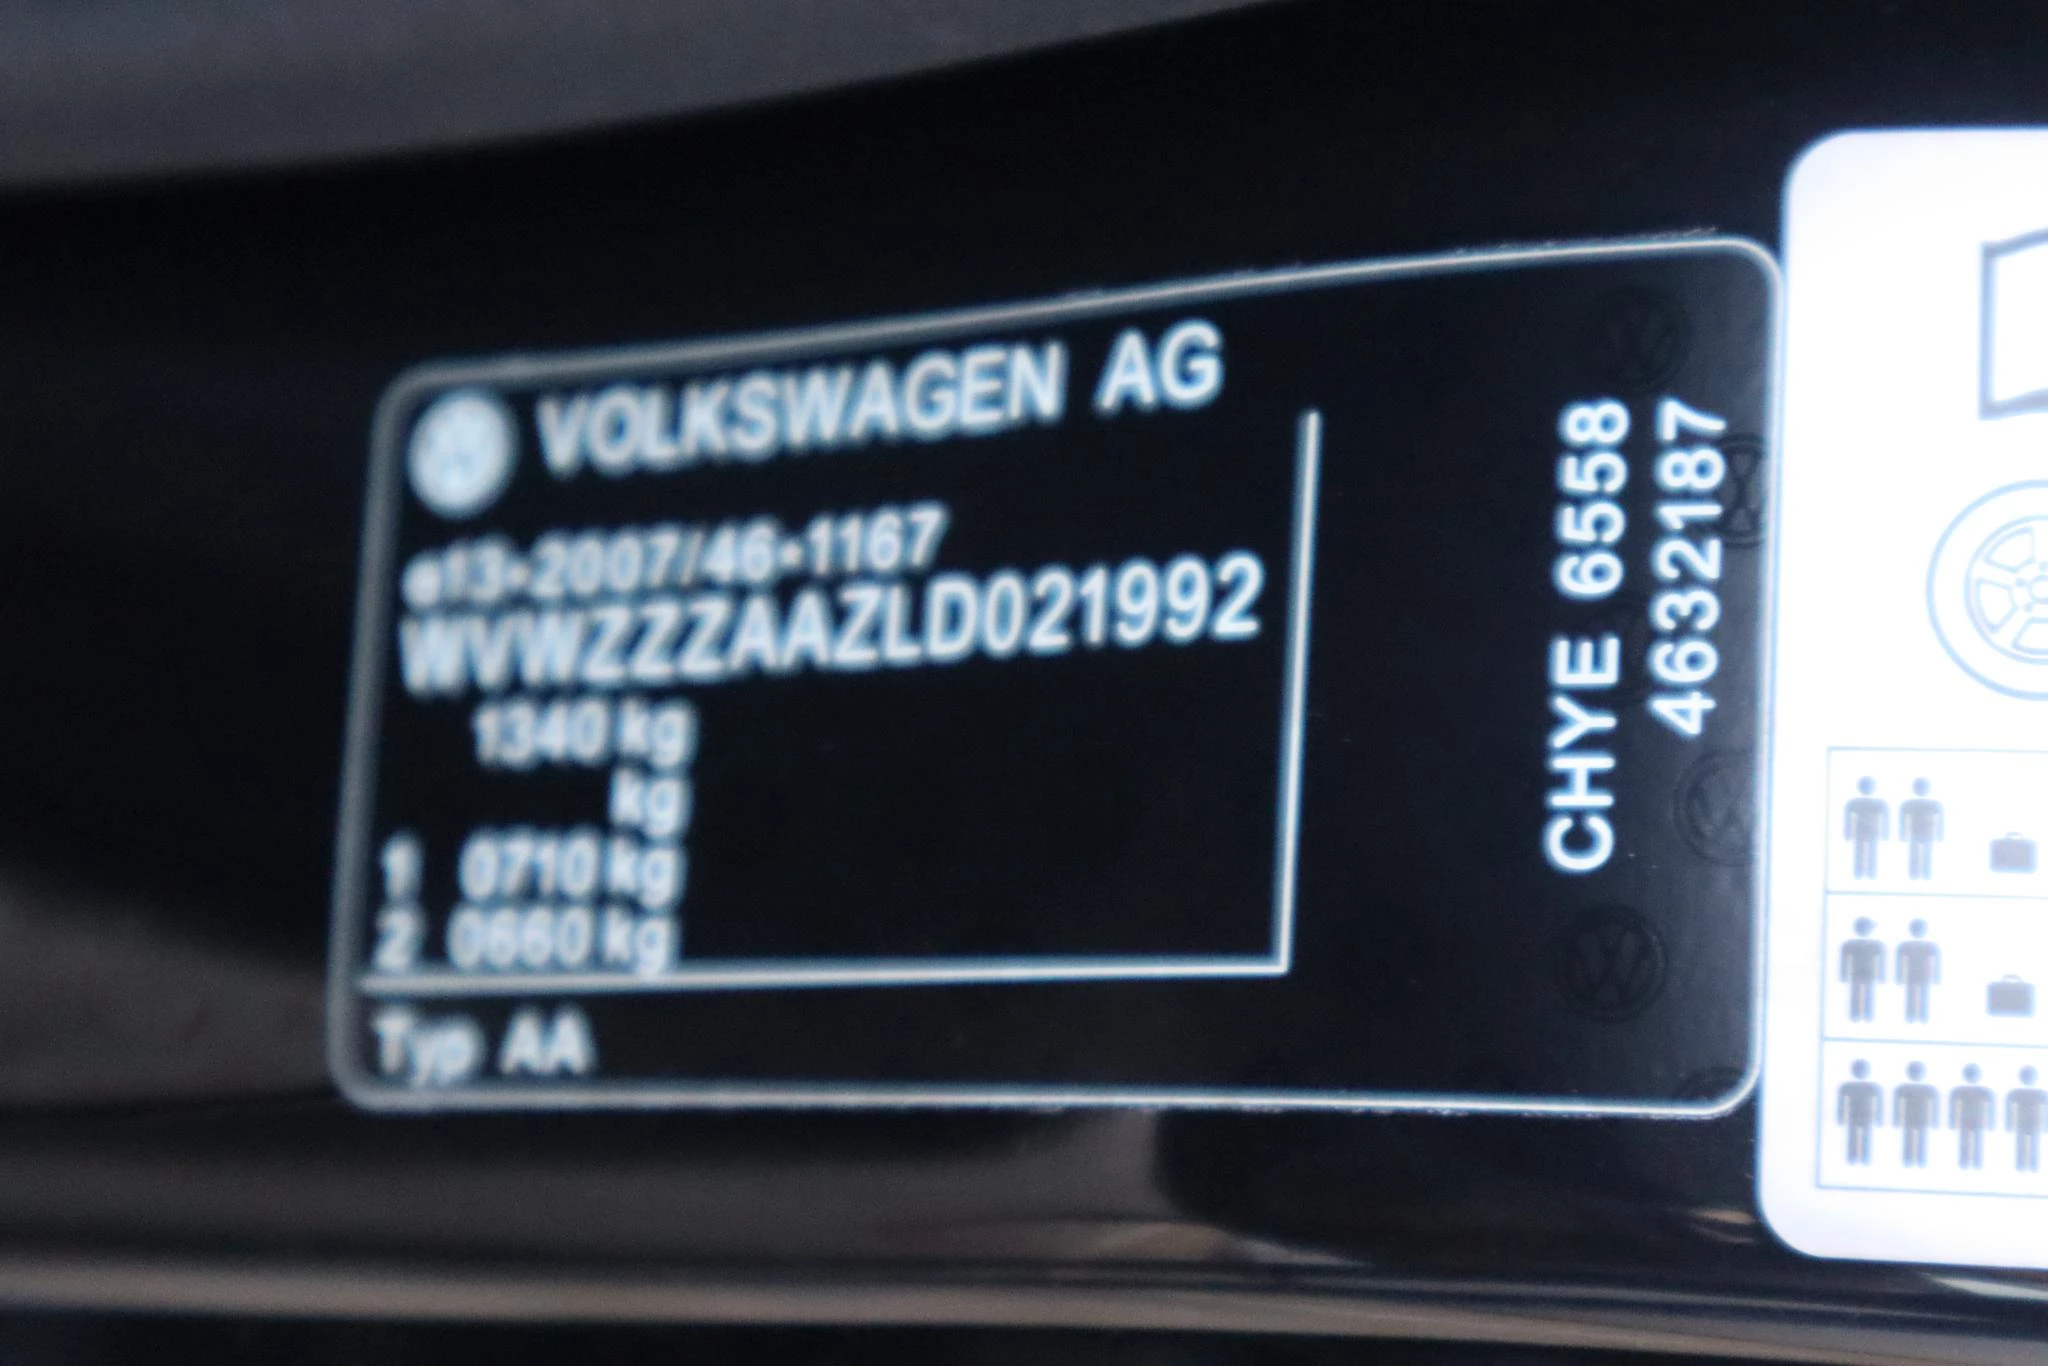 VOLKSWAGEN AG
e13*2007/46*1167
WVWZZZAAZLD021992
1340 kg
kg
1 0710 kg
2 0660 kg
Typ AA
CHYE 6558
4632187